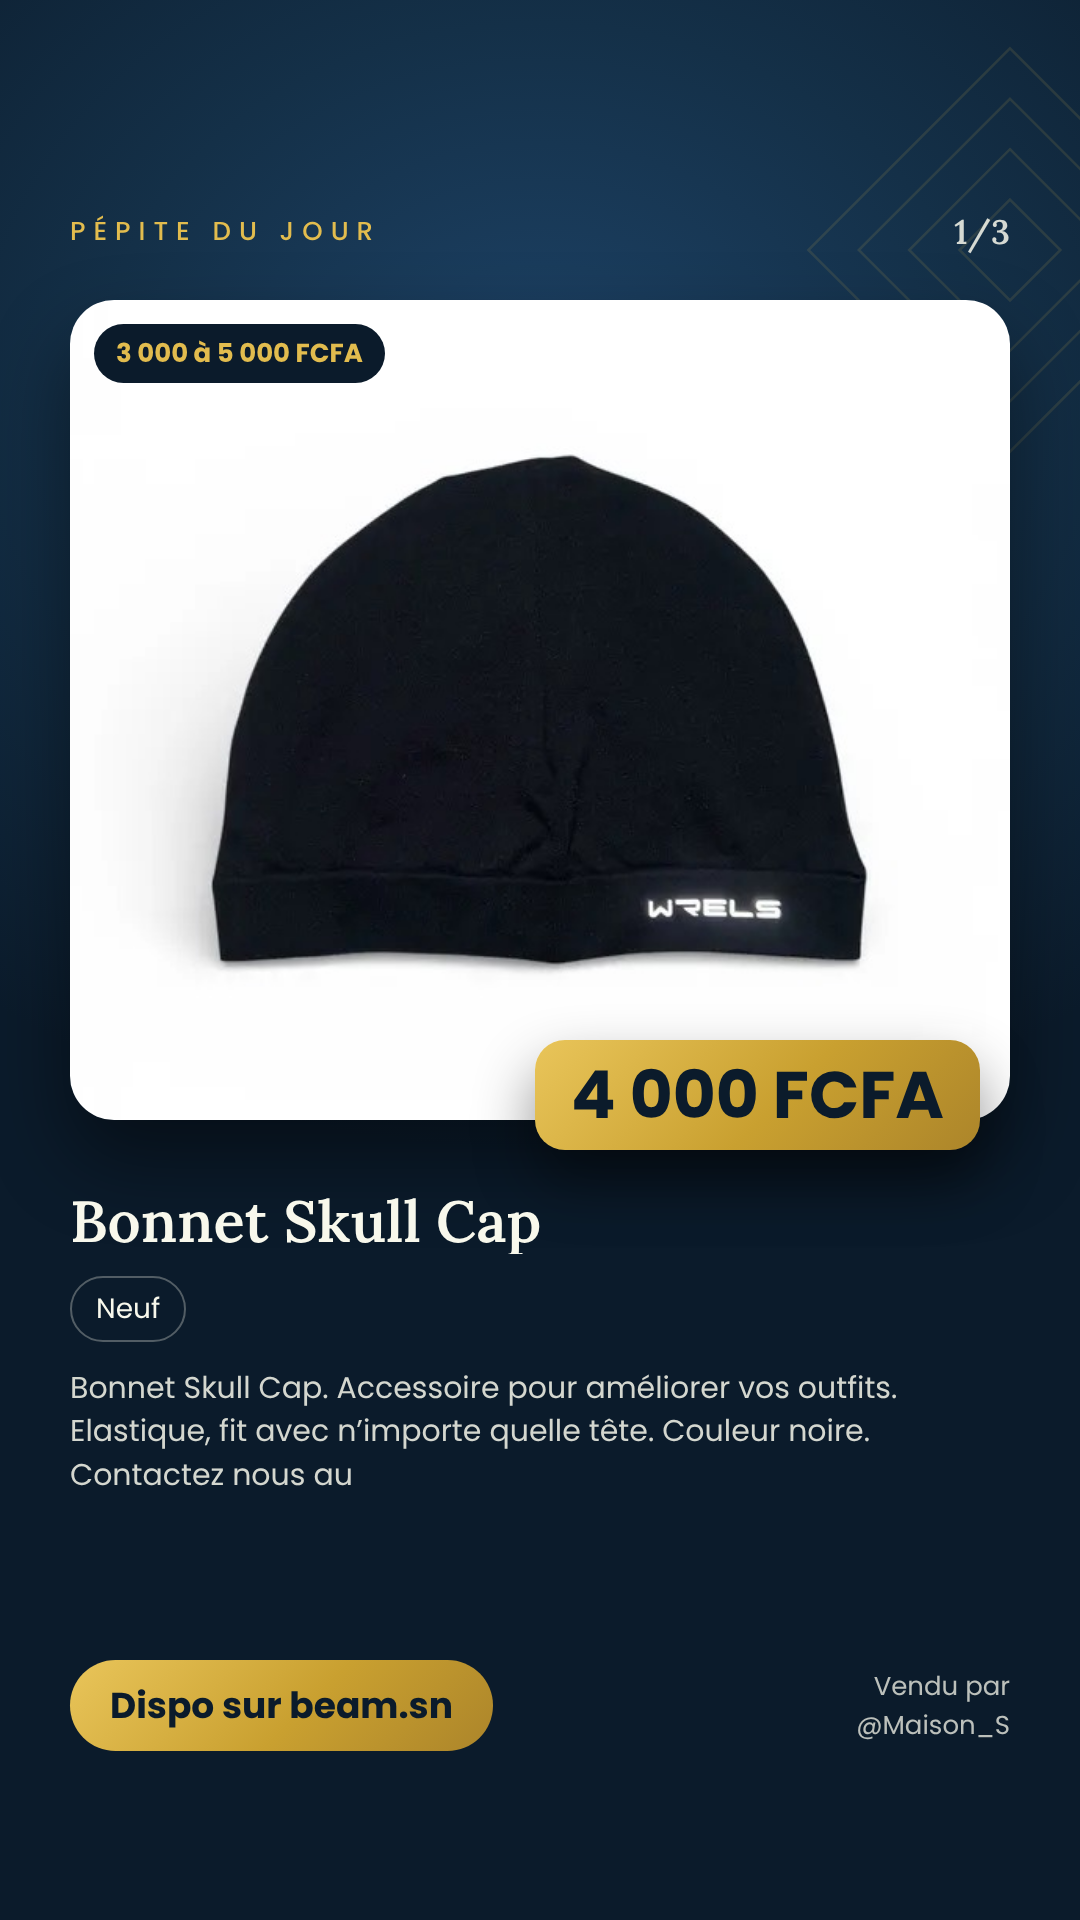 PÉPITE DU JOUR
1/3
3 000 à 5 000 FCFA
WRELS
4 000 FCFA
Bonnet Skull Cap
Neuf
Bonnet Skull Cap. Accessoire pour améliorer vos outfits.
Elastique, fit avec n’importe quelle tête. Couleur noire.
Contactez nous au
Dispo sur beam.sn
Vendu par
@Maison_S